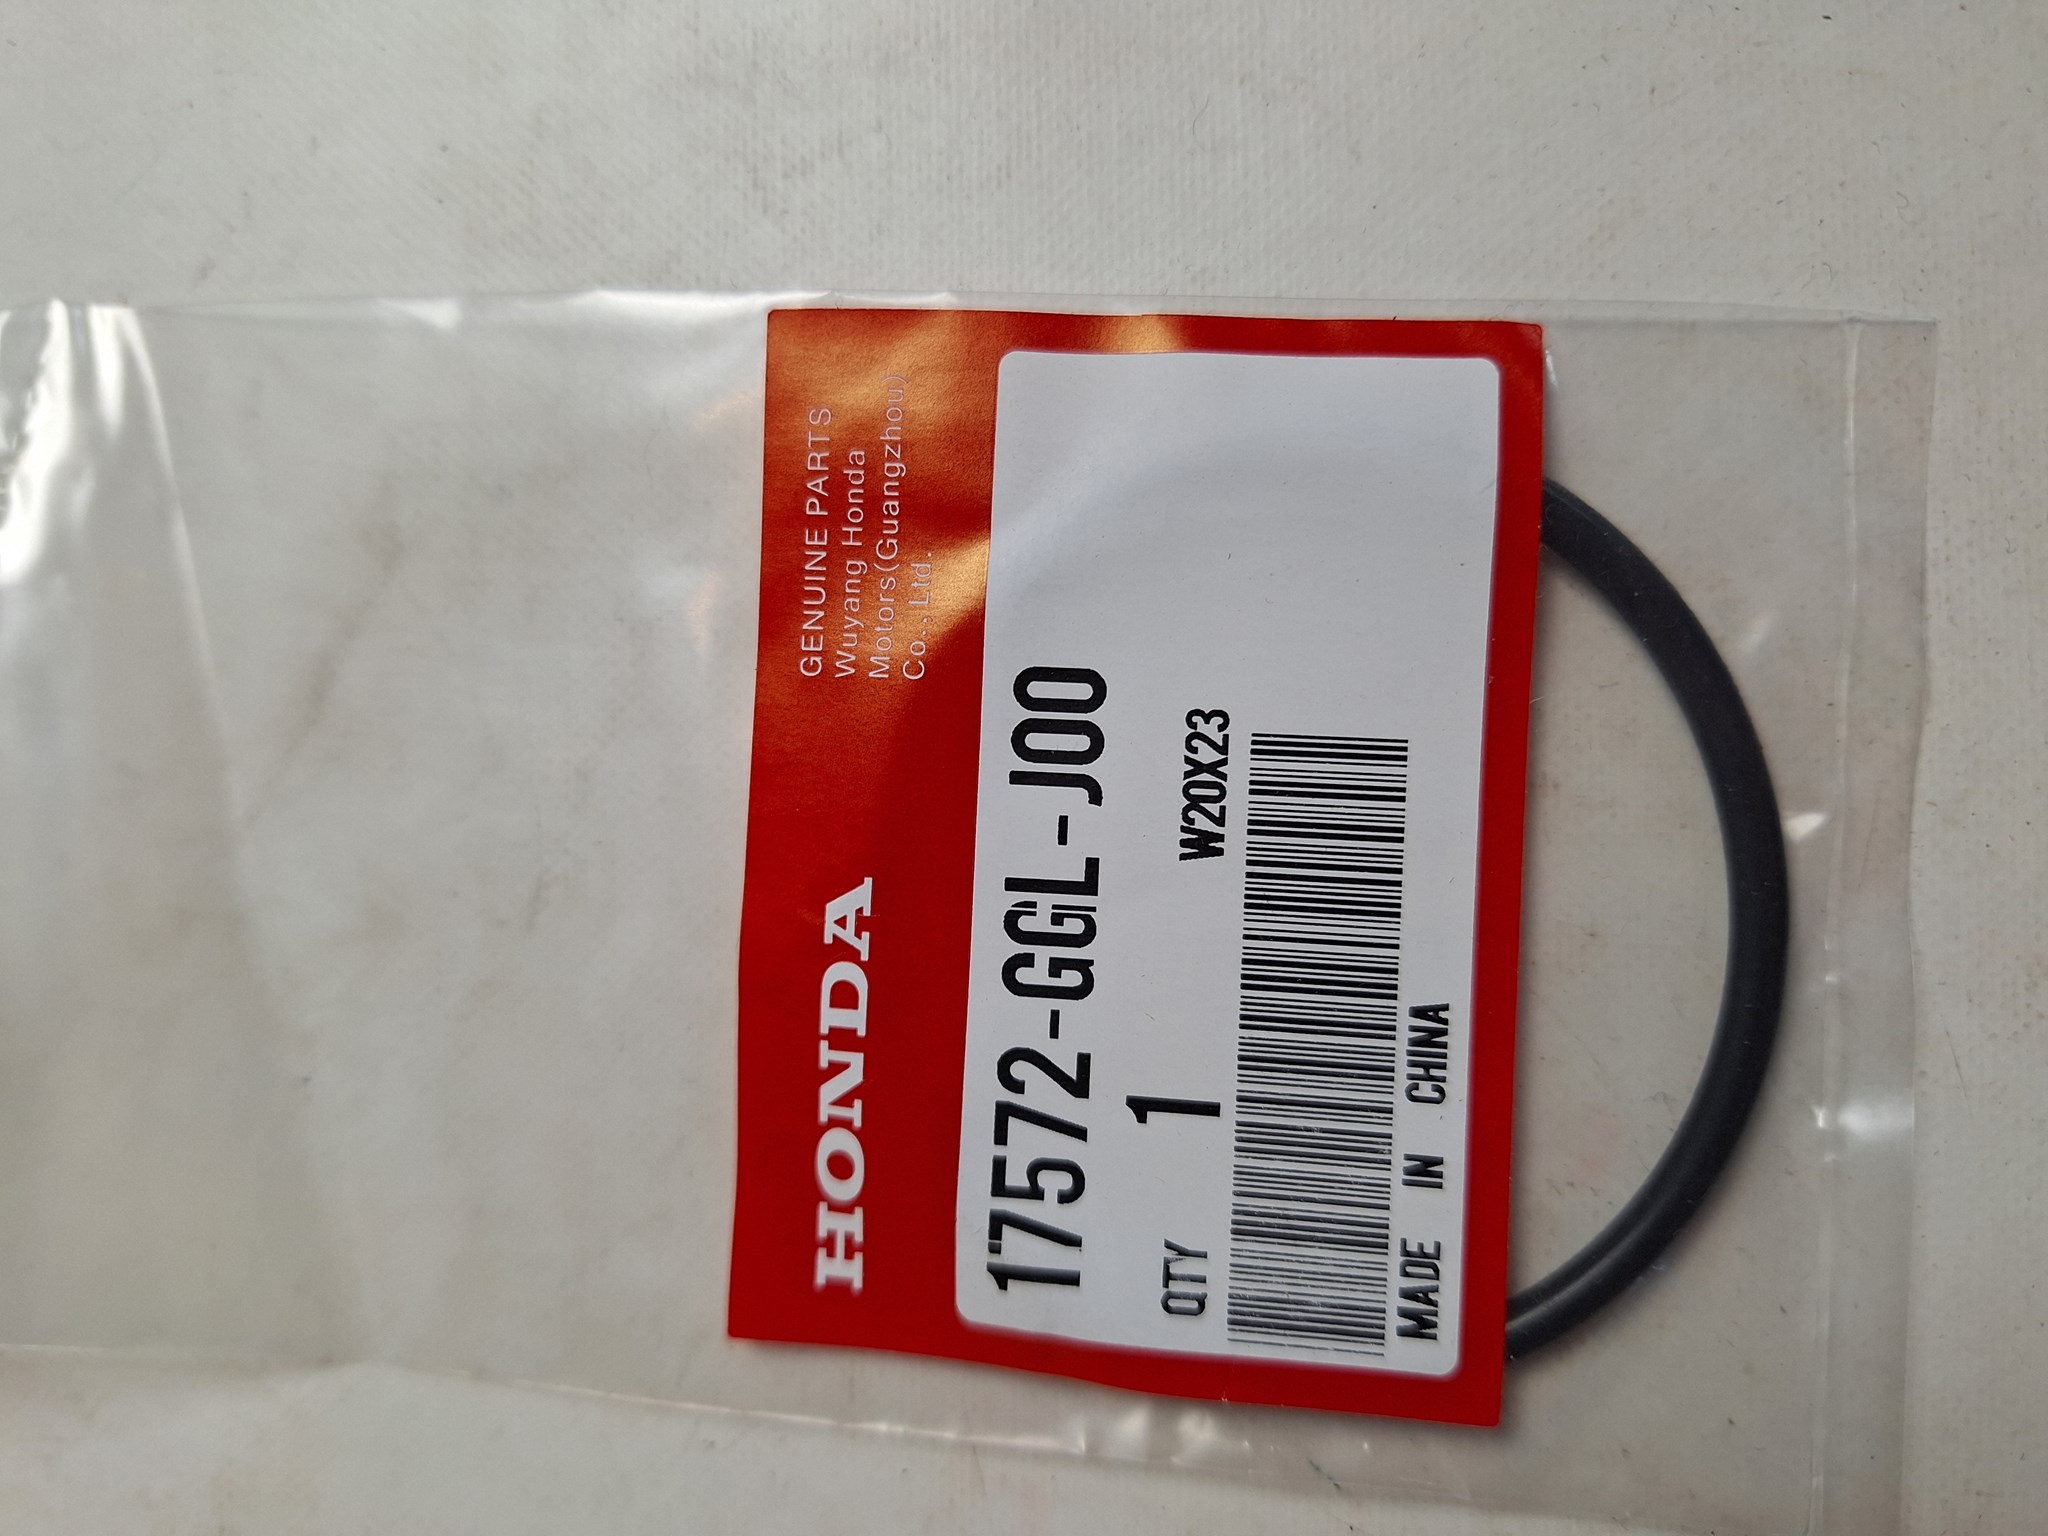 HONDA
GENUINE PARTS
Wuyang Honda
Motors(Guangzhou)
Co., Ltd.
17572-GGL-J00
QTY 1
W20X23
MADE IN CHINA